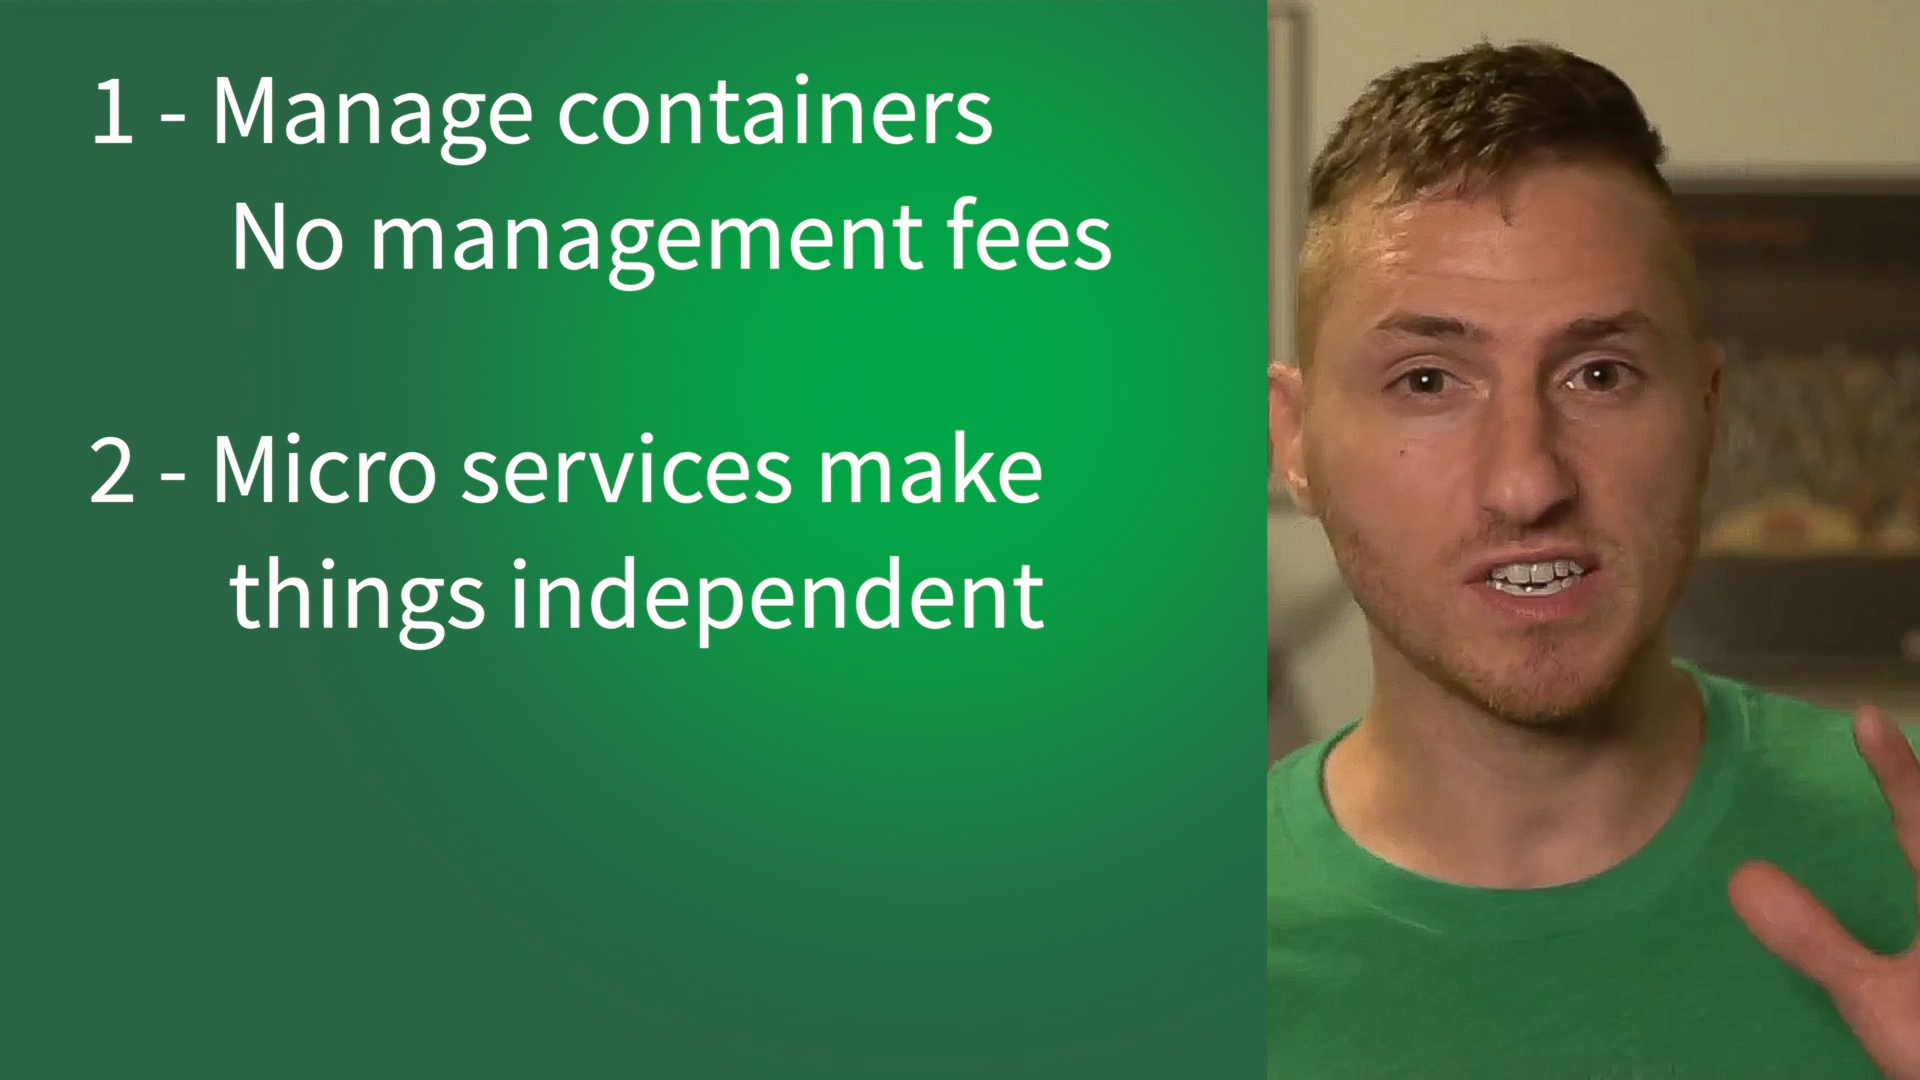 1 - Manage containers
No management fees
2 - Micro services make
things independent